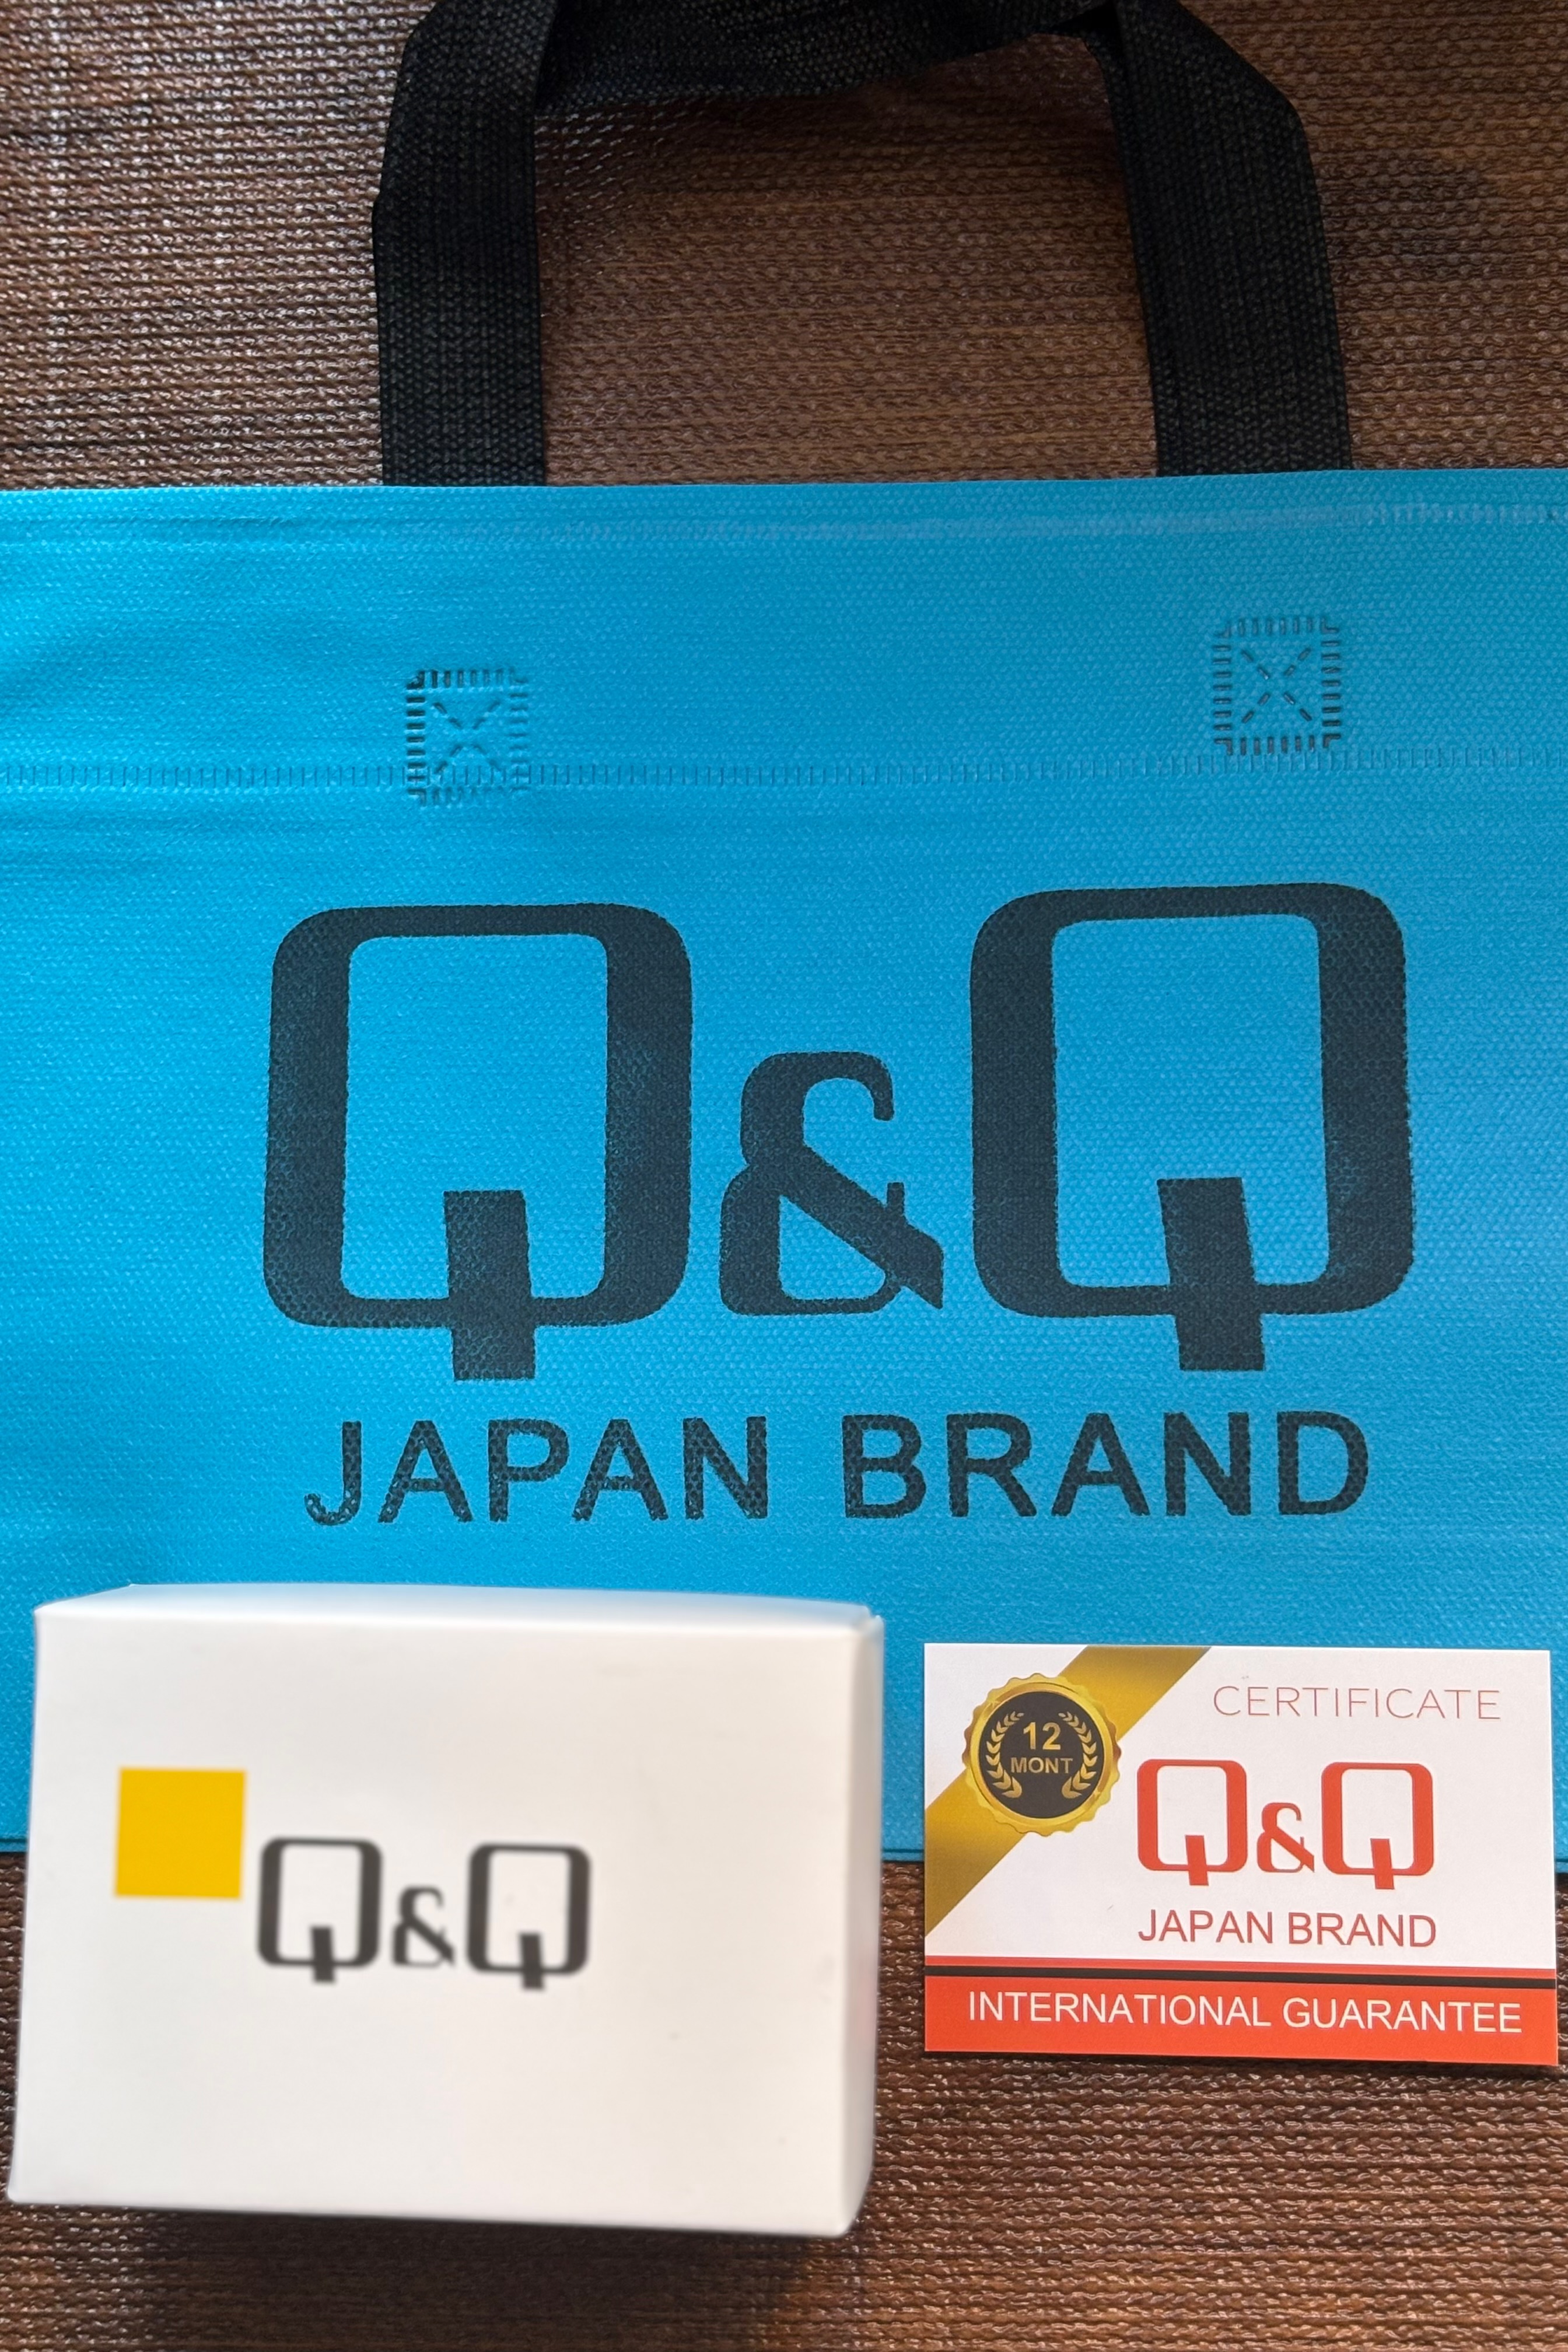 Q&Q
JAPAN BRAND
Q&Q
CERTIFICATE
12
MONT
Q&Q
JAPAN BRAND
INTERNATIONAL GUARANTEE